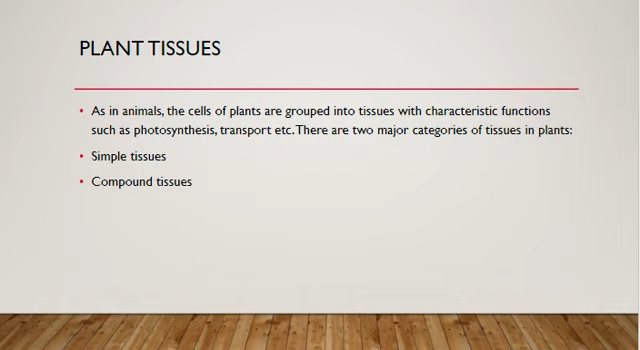 PLANT TISSUES
• As in animals, the cells of plants are grouped into tissues with characteristic functions
such as photosynthesis, transport etc. There are two major categories of tissues in plants:
• Simple tissues
• Compound tissues